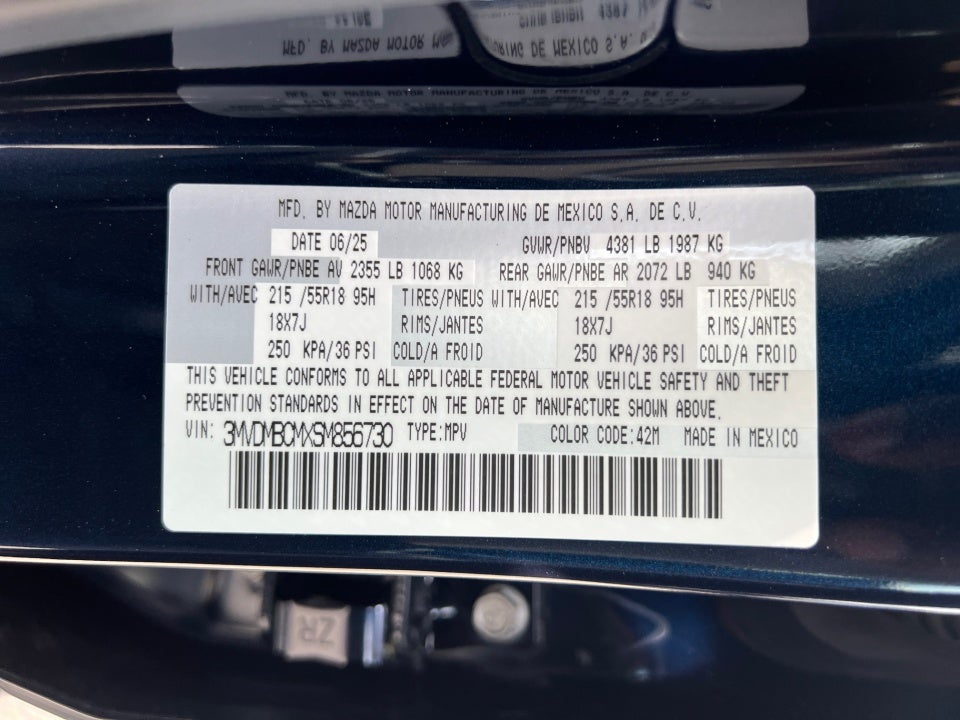 MFD. BY MAZDA MOTOR MANUFACTURING DE MEXICO S.A. DE C.V.
DATE 06/25 GVWR/PNBV 4381 LB 1987 KG
FRONT GAWR/PNBE AV 2355 LB 1068 KG REAR GAWR/PNBE AR 2072 LB 940 KG
WITH/AVEC 215 /55R18 95H TIRES/PNEUS WITH/AVEC 215 /55R18 95H TIRES/PNEUS
18X7J RIMS/JANTES 18X7J RIMS/JANTES
250 KPA/36 PSI COLD/A FROID 250 KPA/36 PSI COLD/A FROID
THIS VEHICLE CONFORMS TO ALL APPLICABLE FEDERAL MOTOR VEHICLE SAFETY AND THEFT
PREVENTION STANDARDS IN EFFECT ON THE DATE OF MANUFACTURE SHOWN ABOVE.
VIN: 3MVDMBCMXSM856730 TYPE:MPV COLOR CODE:42M MADE IN MEXICO
ZR